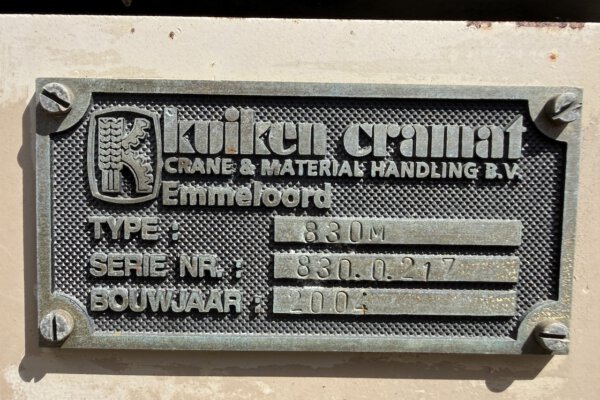 kuiken cramat
CRANE & MATERIAL HANDLING B.V.
Emmeloord
TYPE : 830M
SERIE NR. : 830.0.217
BOUWJAAR : 2004